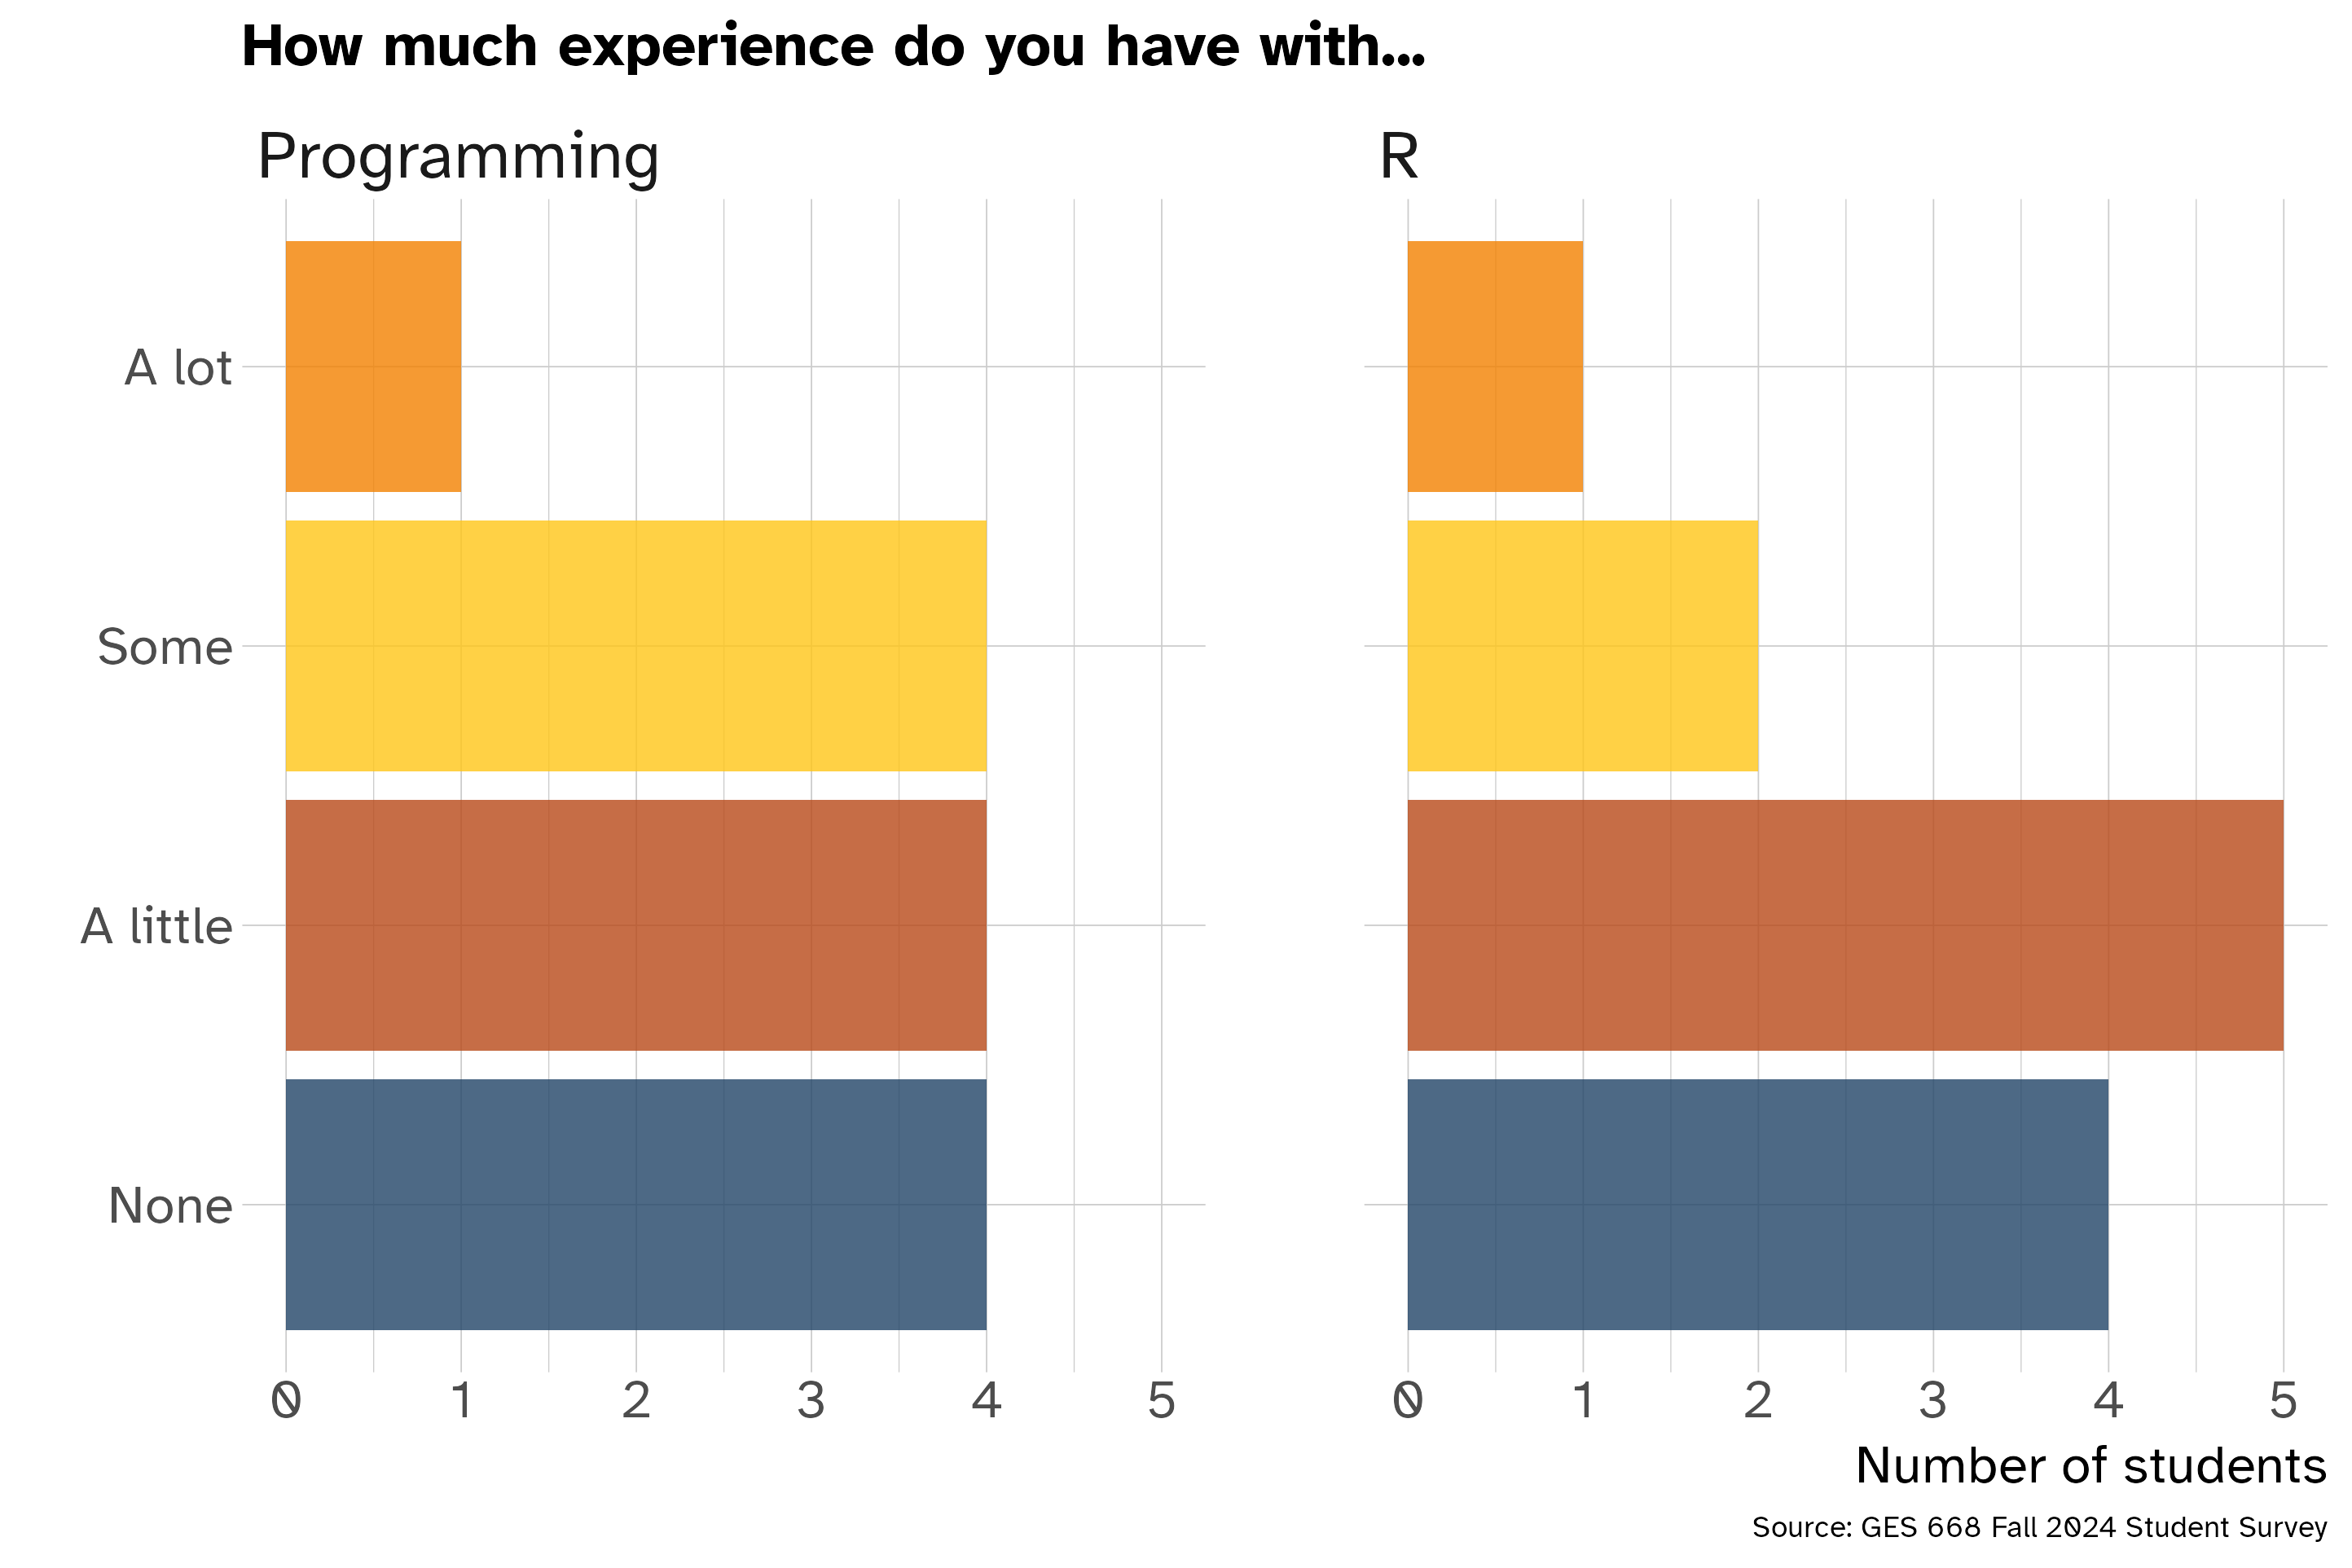 How much experience do you have with...
Programming
R
A lot
Some
A little
None
0 1 2 3 4 5
0 1 2 3 4 5
Number of students
Source: GES 668 Fall 2024 Student Survey